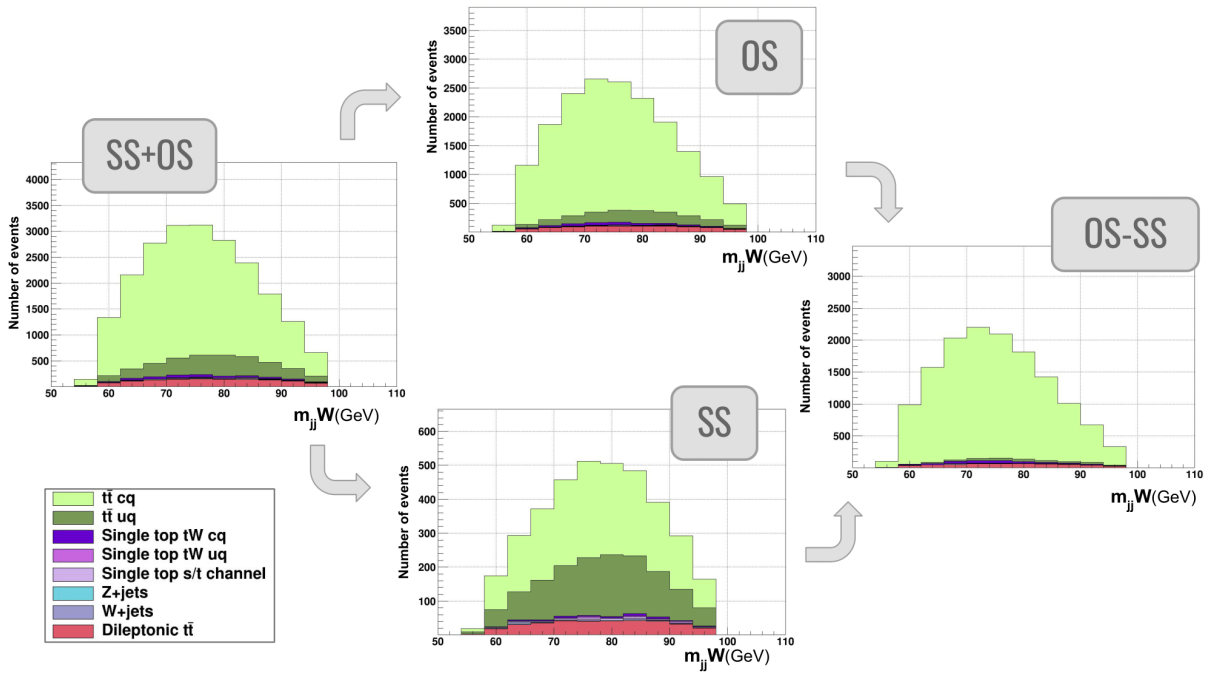 SS+OS
Number of events
4000
3500
3000
2500
2000
1500
1000
500
50 60 70 80 90 100 110
m_jj W(GeV)
OS
Number of events
3500
3000
2500
2000
1500
1000
500
50 60 70 80 90 100 110
m_jj W(GeV)
SS
Number of events
600
500
400
300
200
100
50 60 70 80 90 100 110
m_jj W(GeV)
OS-SS
Number of events
3000
2500
2000
1500
1000
500
50 60 70 80 90 100 110
m_jj W(GeV)
tt̄ cq
tt̄ uq
Single top tW cq
Single top tW uq
Single top s/t channel
Z+jets
W+jets
Dileptonic tt̄